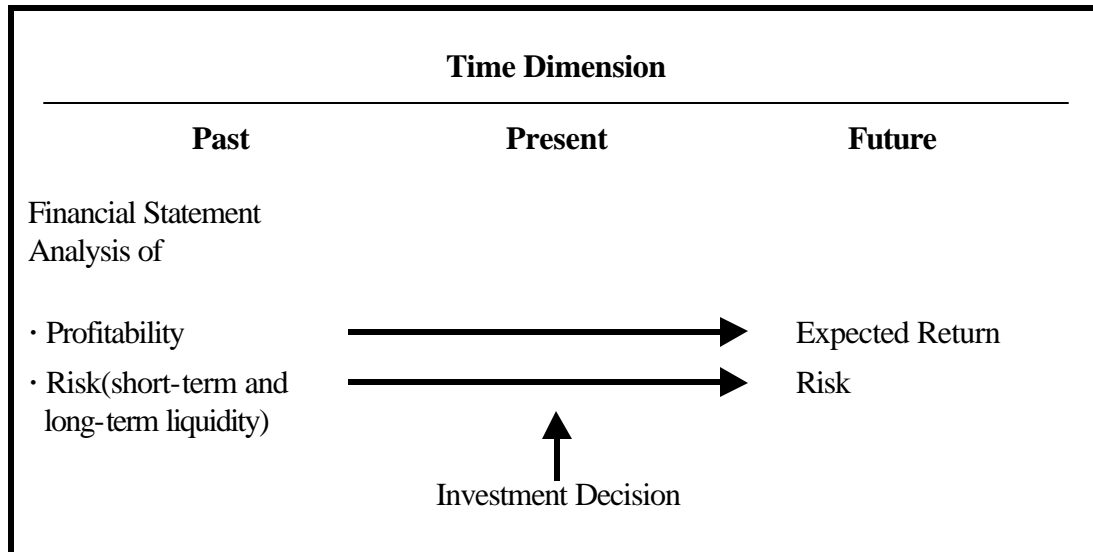 Time Dimension
Past Present Future
Financial Statement
Analysis of
· Profitability Expected Return
· Risk(short-term and Risk
long-term liquidity)
Investment Decision